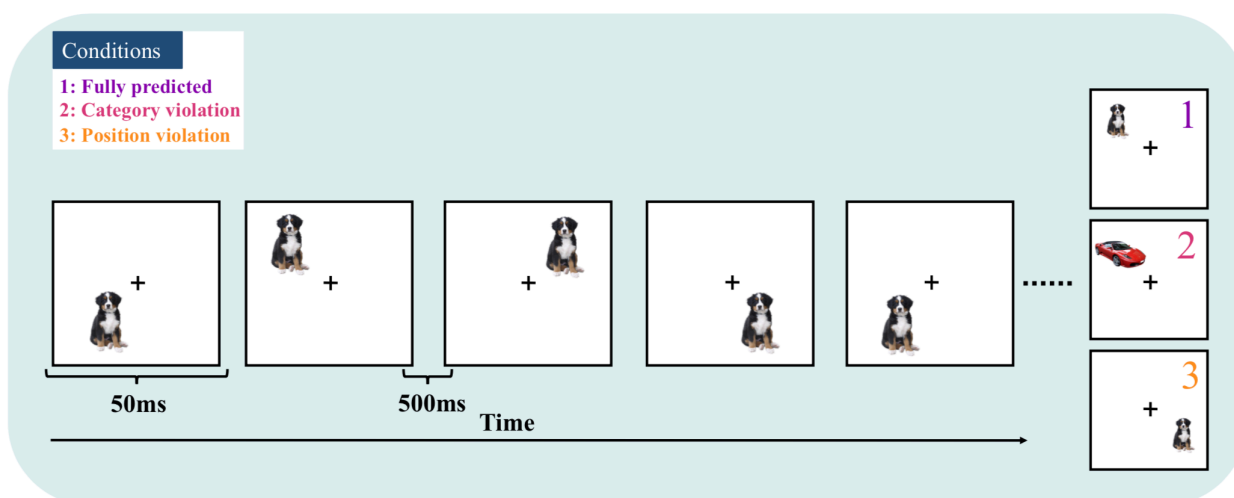 Conditions
1: Fully predicted
2: Category violation
3: Position violation
1
+
2
+
3
+
+
+
+
+
+
......
50ms
500ms
Time